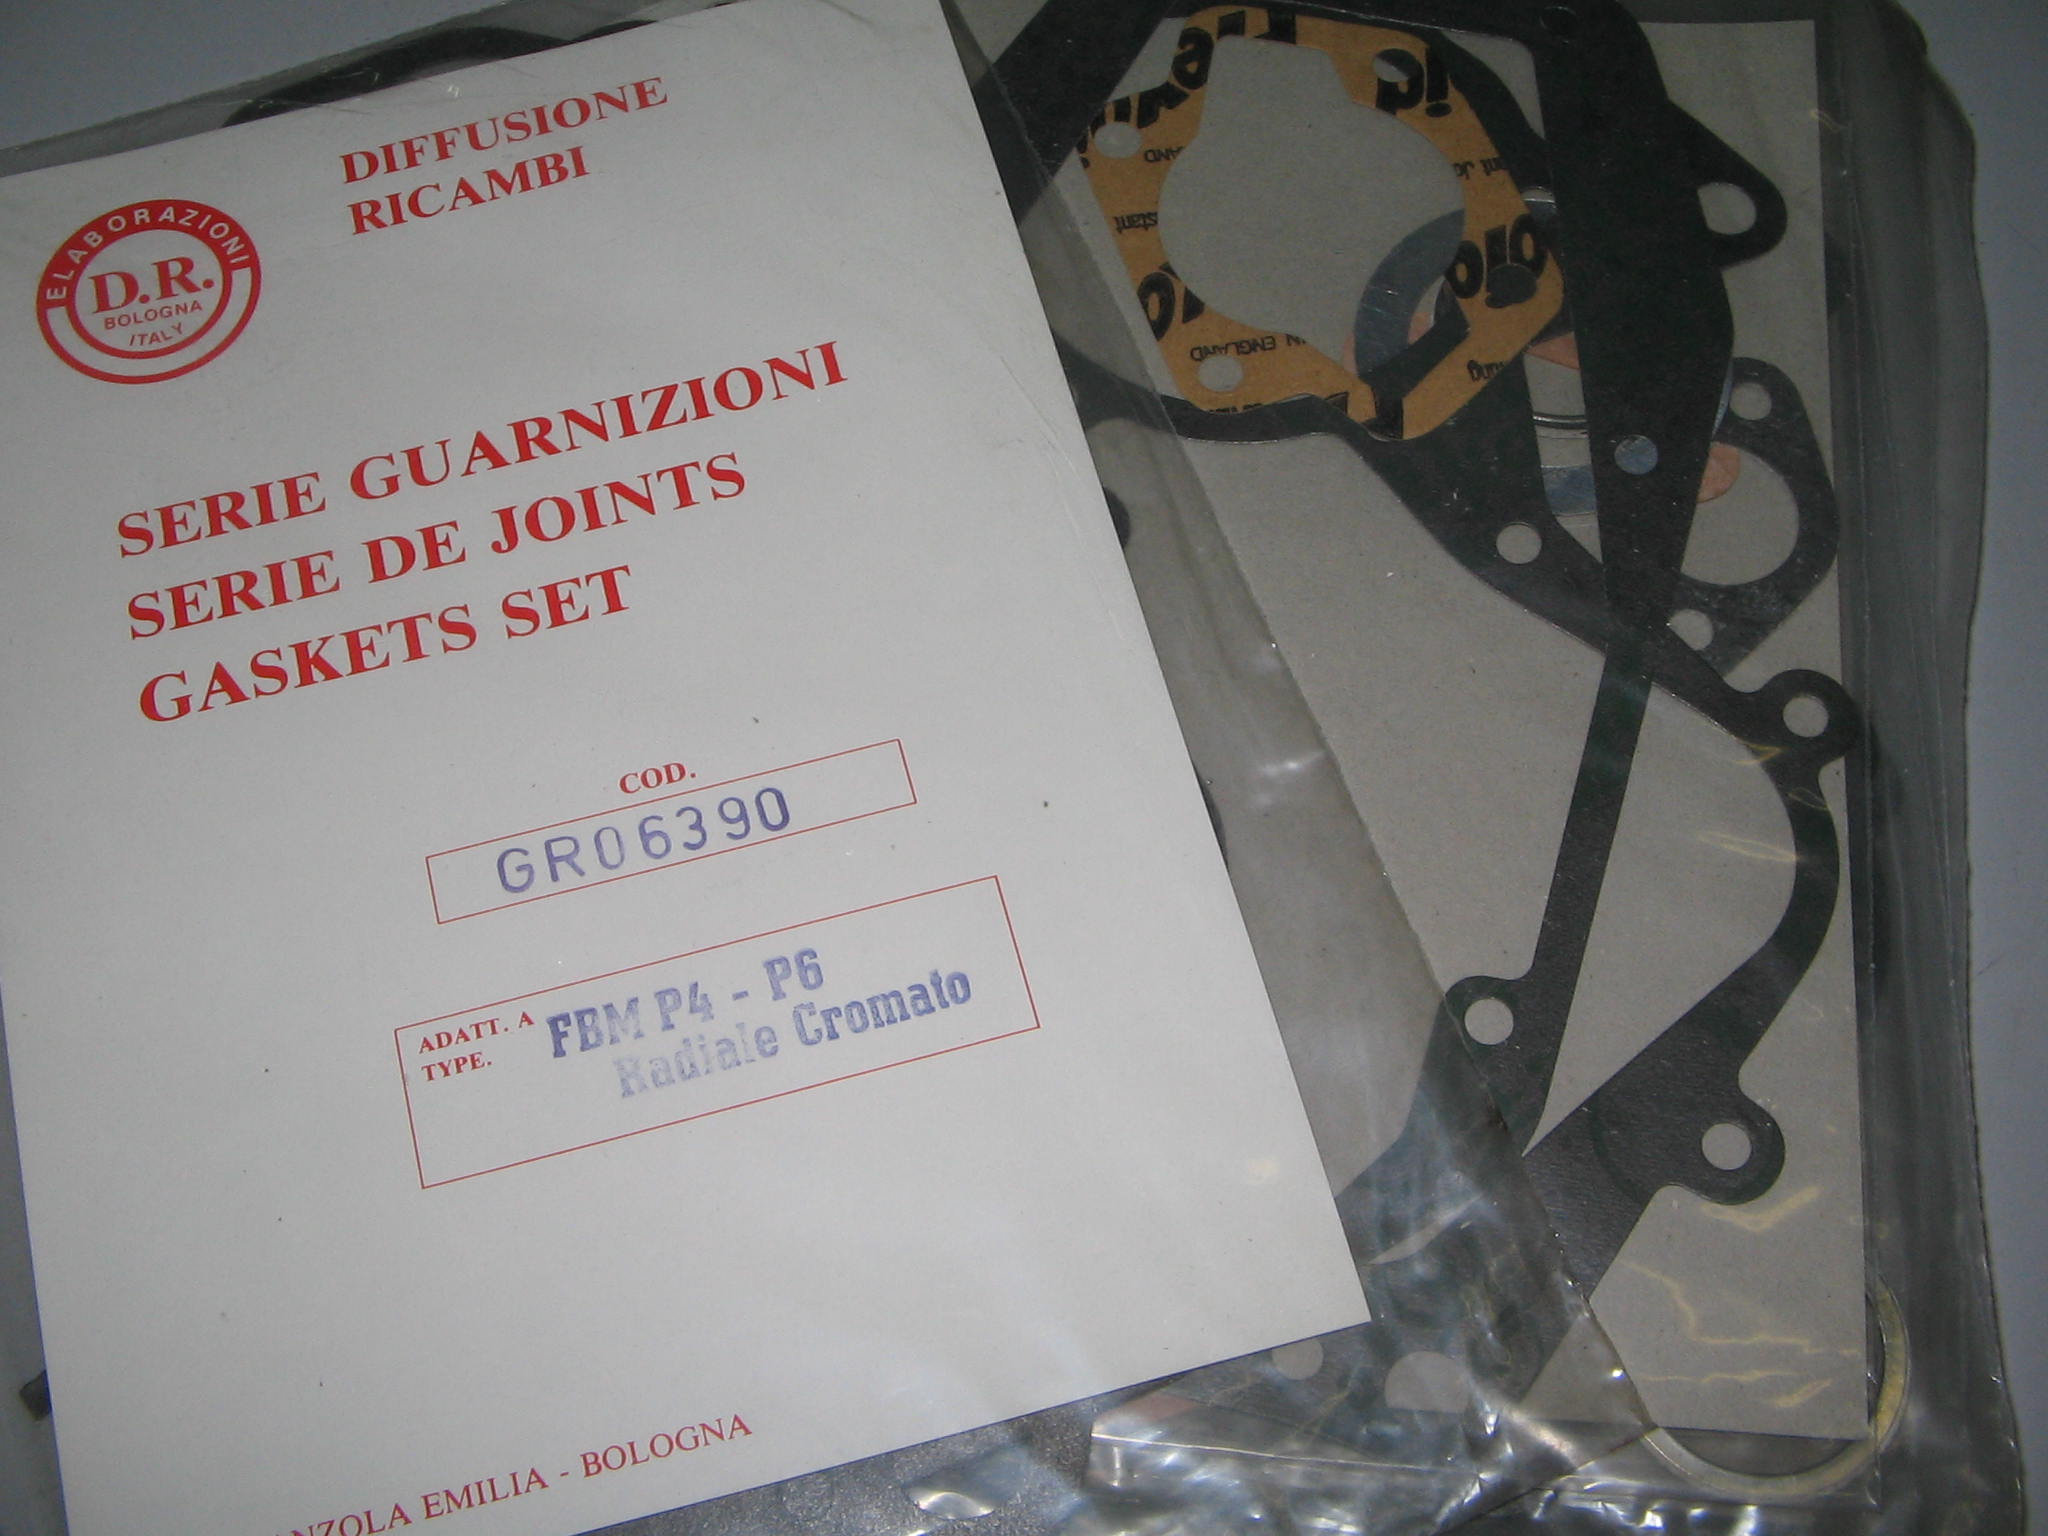 DIFFUSIONE
RICAMBI
ELABORAZIONI
D.R.
BOLOGNA
ITALY
SERIE GUARNIZIONI
SERIE DE JOINTS
GASKETS SET
COD.
GR06390
ADATT. A FBM P4 - P6
TYPE. Radiale Cromato
EMILIA - BOLOGNA
ENGLAND